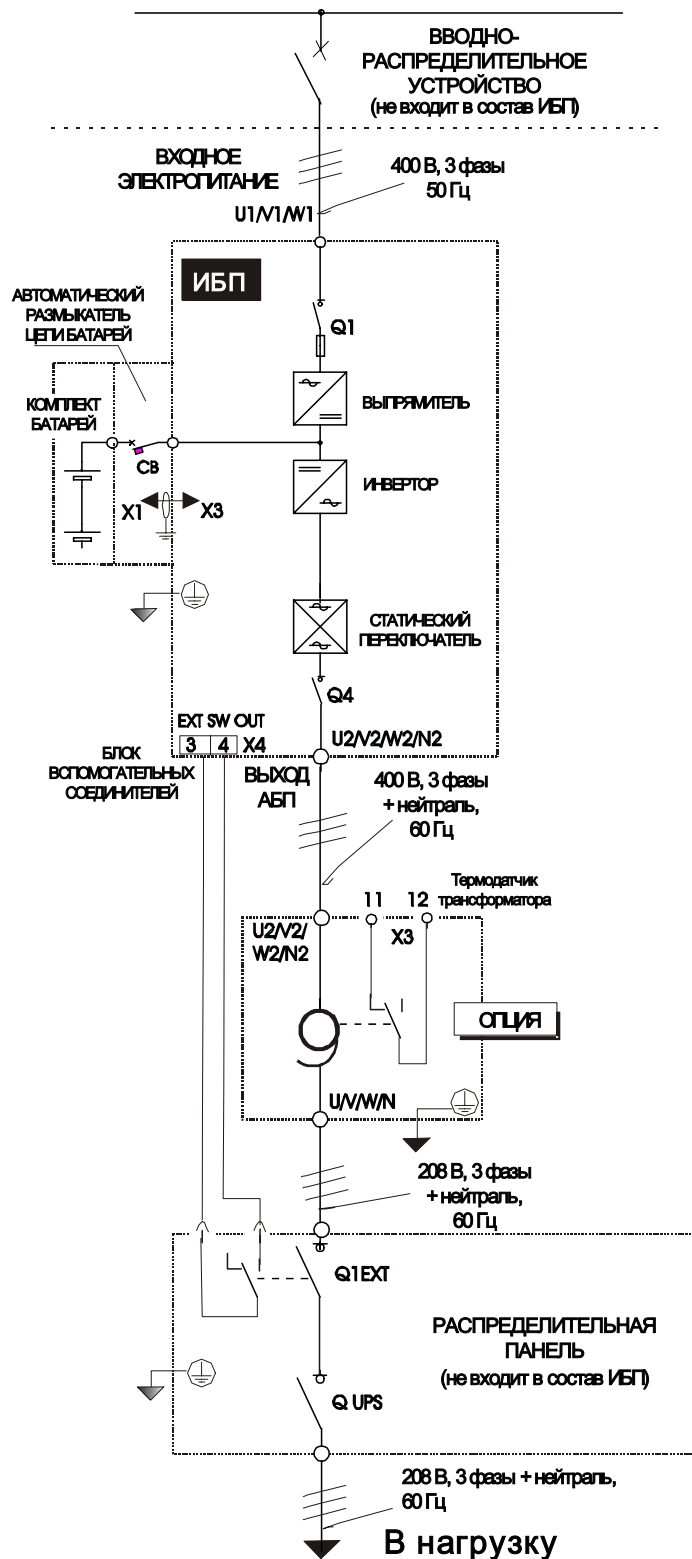 ВВОДНО-
РАСПРЕДЕЛИТЕЛЬНОЕ
УСТРОЙСТВО
(не входит в состав ИБП)
ВХОДНОЕ
ЭЛЕКТРОПИТАНИЕ
400 В, 3 фазы
50 Гц
U1/V1/W1
ИБП
АВТОМАТИЧЕСКИЙ
РАЗМЫКАТЕЛЬ
ЦЕПИ БАТАРЕЙ
Q1
КОМПЛЕКТ
БАТАРЕЙ
ВЫПРЯМИТЕЛЬ
CB
ИНВЕРТОР
X1
X3
СТАТИЧЕСКИЙ
ПЕРЕКЛЮЧАТЕЛЬ
Q4
EXT SW OUT
3 4 X4
U2/V2/W2/N2
БЛОК
ВСПОМОГАТЕЛЬНЫХ
СОЕДИНИТЕЛЕЙ
ВЫХОД
АБП
400 В, 3 фазы
+ нейтраль,
60 Гц
Термодатчик
трансформатора
11 12
X3
U2/V2/
W2/N2
ОПЦИЯ
U/V/W/N
208 В, 3 фазы
+ нейтраль,
60 Гц
Q1EXT
РАСПРЕДЕЛИТЕЛЬНАЯ
ПАНЕЛЬ
(не входит в состав ИБП)
Q UPS
208 В, 3 фазы + нейтраль,
60 Гц
В нагрузку